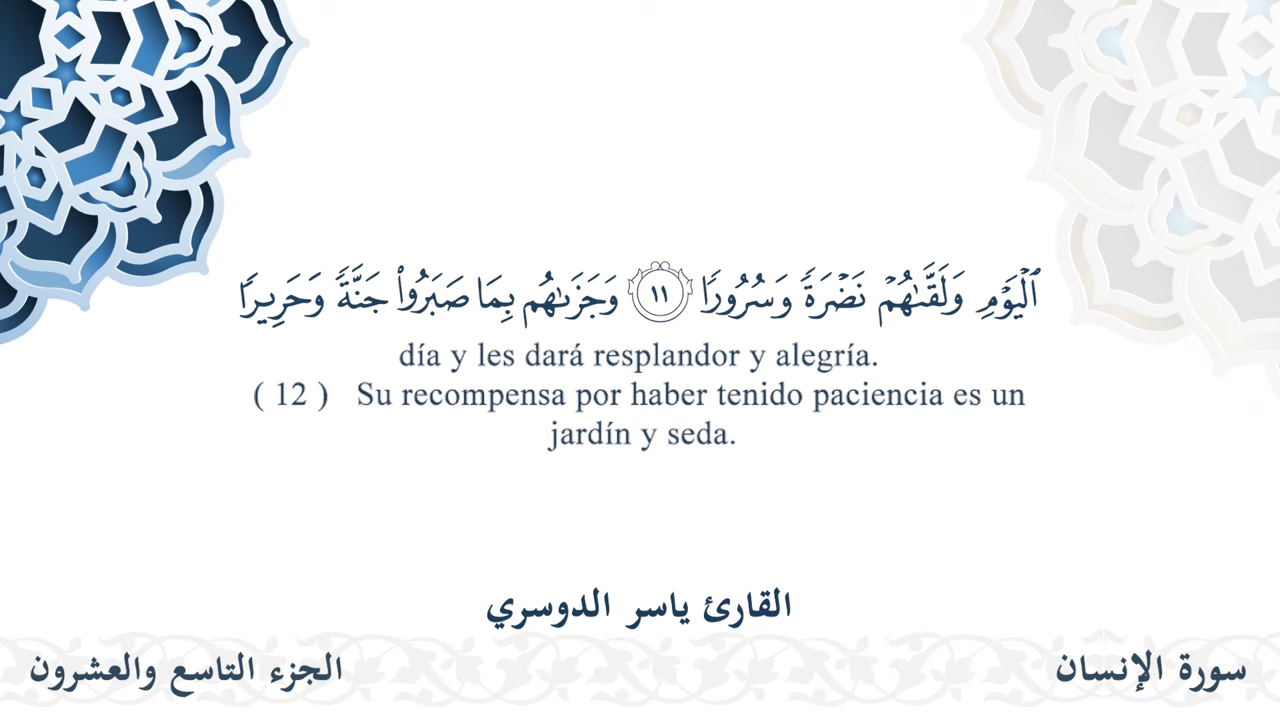 ٱلۡيَوۡمِ وَلَقَّىٰهُمۡ نَضۡرَةٗ وَسُرُورٗا ١١ وَجَزَىٰهُم بِمَا صَبَرُواْ جَنَّةٗ وَحَرِيرٗا
día y les dará resplandor y alegría.
( 12 ) Su recompensa por haber tenido paciencia es un
jardín y seda.
القارئ ياسر الدوسري
سورة الإنسان
الجزء التاسع والعشرون